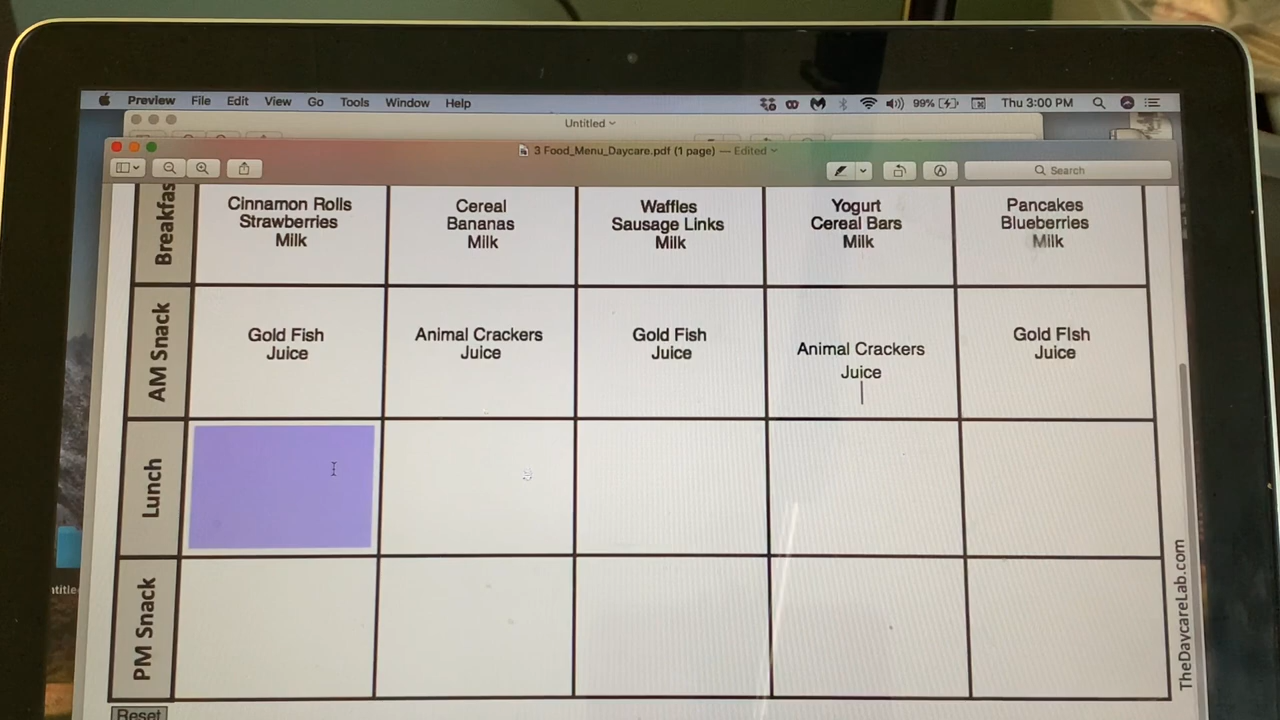 Preview File Edit View Go Tools Window Help 99% Thu 3:00 PM
Untitled
3 Food_Menu_Daycare.pdf (1 page) — Edited
Search
Breakfas
Cinnamon Rolls
Strawberries
Milk
Cereal
Bananas
Milk
Waffles
Sausage Links
Milk
Yogurt
Cereal Bars
Milk
Pancakes
Blueberries
Milk
AM Snack
Gold Fish
Juice
Animal Crackers
Juice
Gold Fish
Juice
Animal Crackers
Juice
Gold FIsh
Juice
Lunch
PM Snack
TheDaycareLab.com
ntitle
Reset